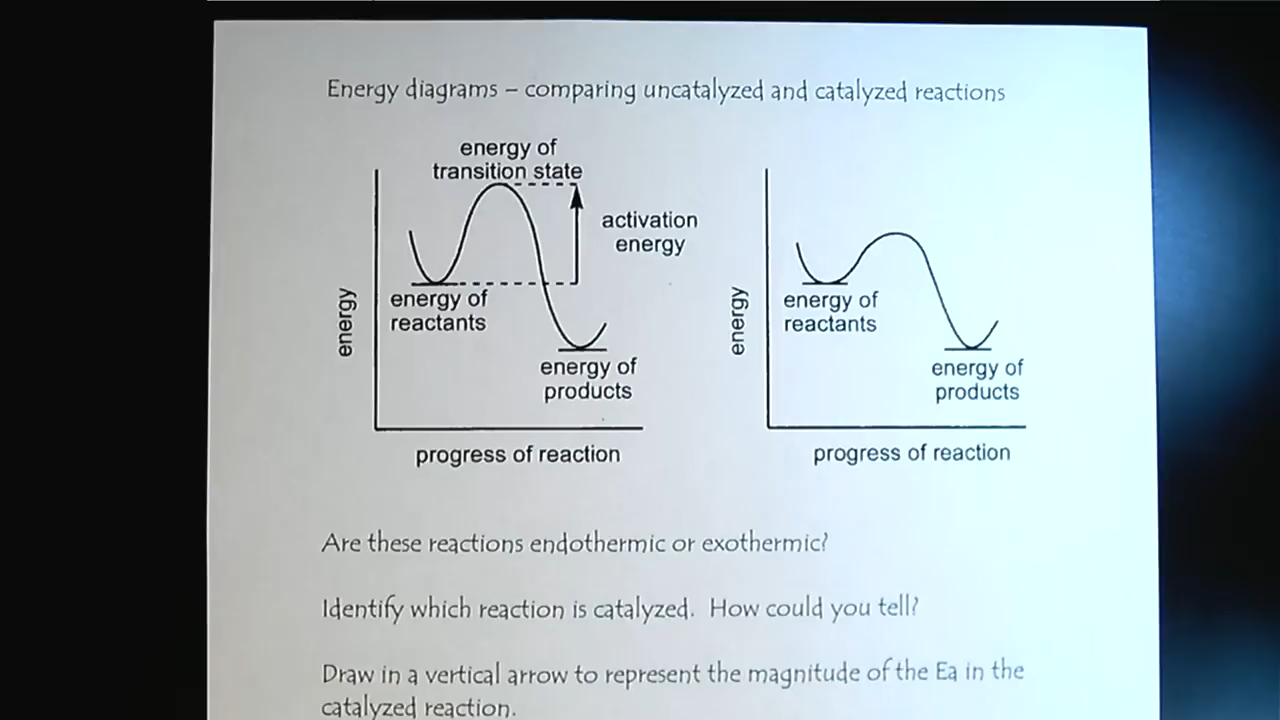 Energy diagrams – comparing uncatalyzed and catalyzed reactions
energy of
transition state
activation
energy
energy of
reactants
energy
energy of
products
progress of reaction
energy of
reactants
energy
energy of
products
progress of reaction
Are these reactions endothermic or exothermic?
Identify which reaction is catalyzed.  How could you tell?
Draw in a vertical arrow to represent the magnitude of the Ea in the
catalyzed reaction.